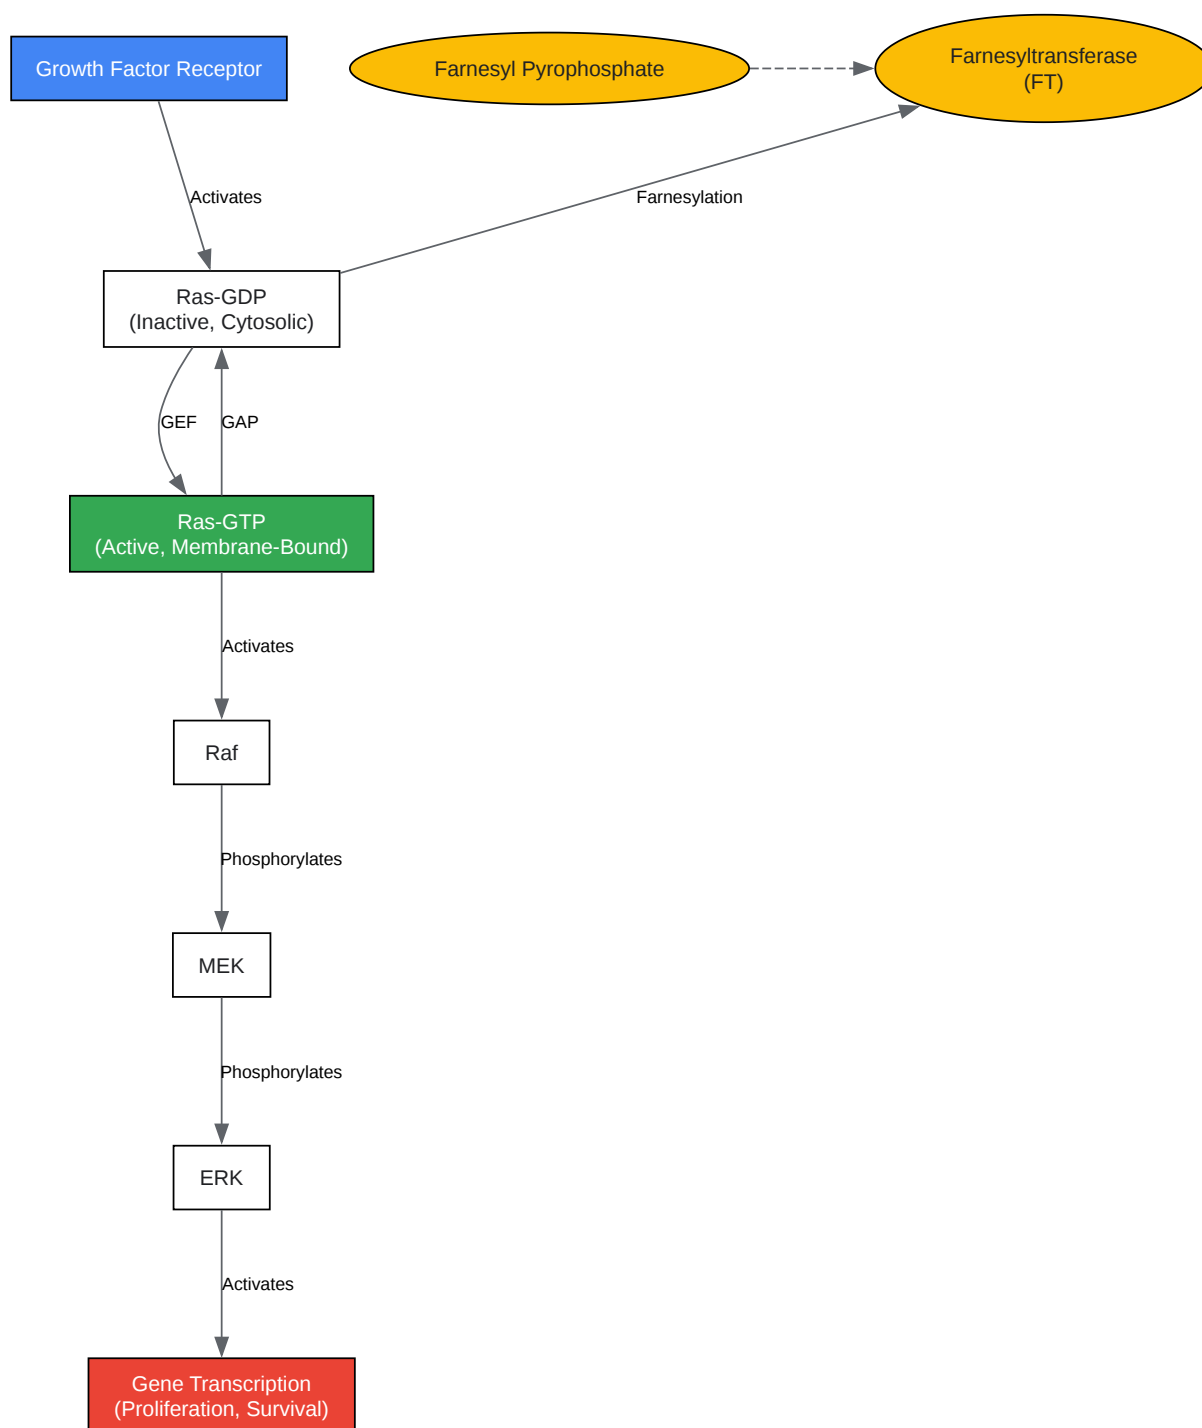 Growth Factor Receptor
Farnesyl Pyrophosphate
Farnesyltransferase
(FT)
Activates
Farnesylation
Ras-GDP
(Inactive, Cytosolic)
GEF
GAP
Ras-GTP
(Active, Membrane-Bound)
Activates
Raf
Phosphorylates
MEK
Phosphorylates
ERK
Activates
Gene Transcription
(Proliferation, Survival)